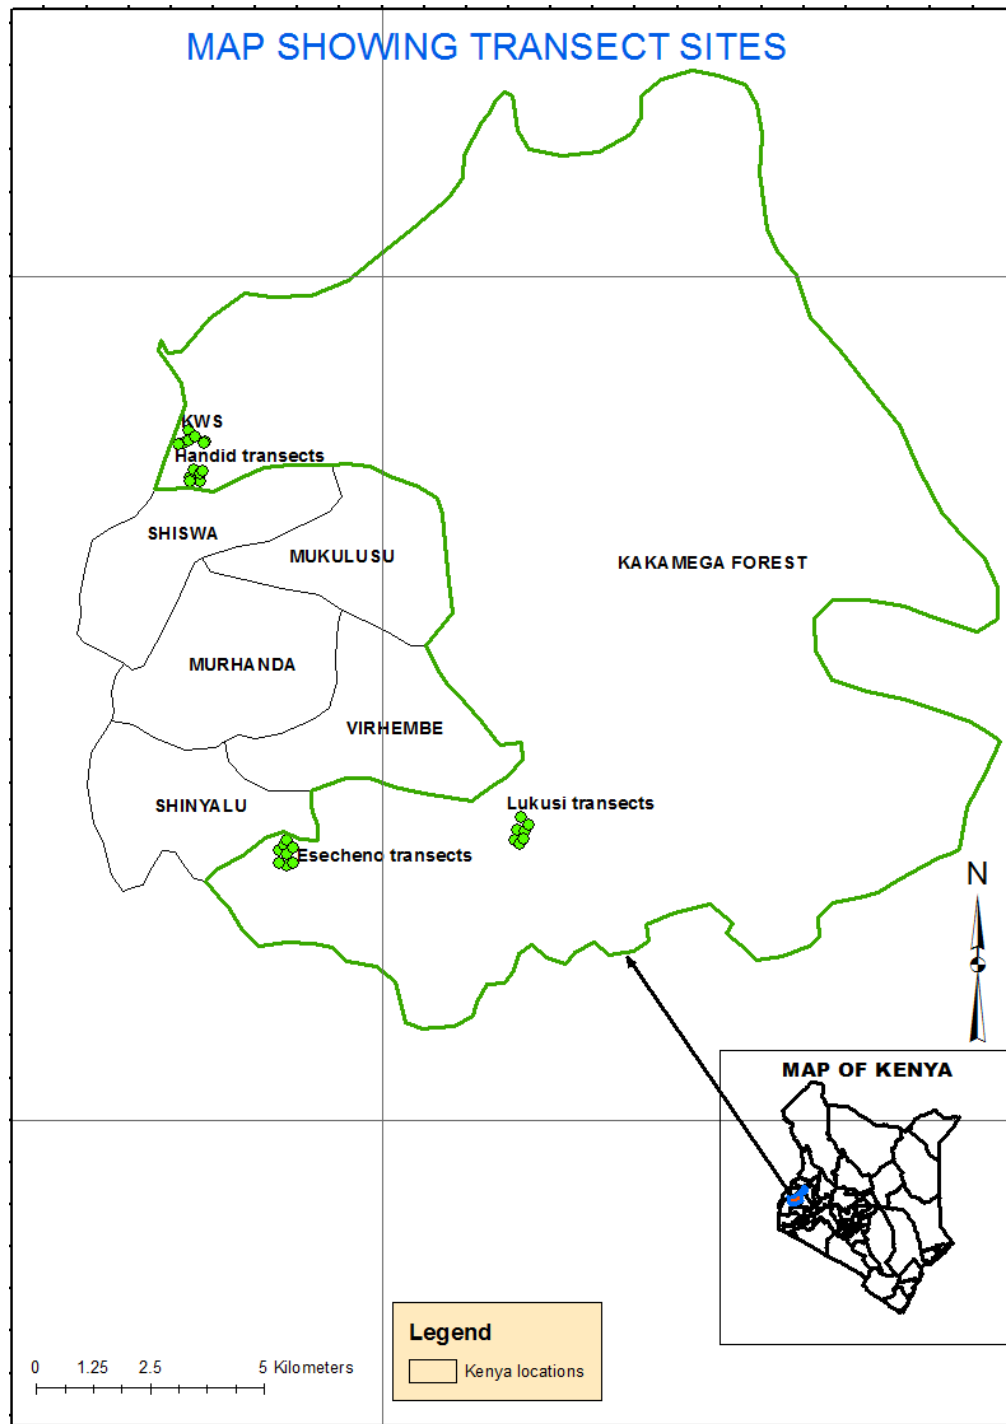 MAP SHOWING TRANSECT SITES
KWS
Handid transects
SHISWA
MUKULUSU
KAKAMEGA FOREST
MURHANDA
VIRHEMBE
SHINYALU
Lukusi transects
Esecheno transects
N
MAP OF KENYA
Legend
Kenya locations
0 1.25 2.5 5 Kilometers